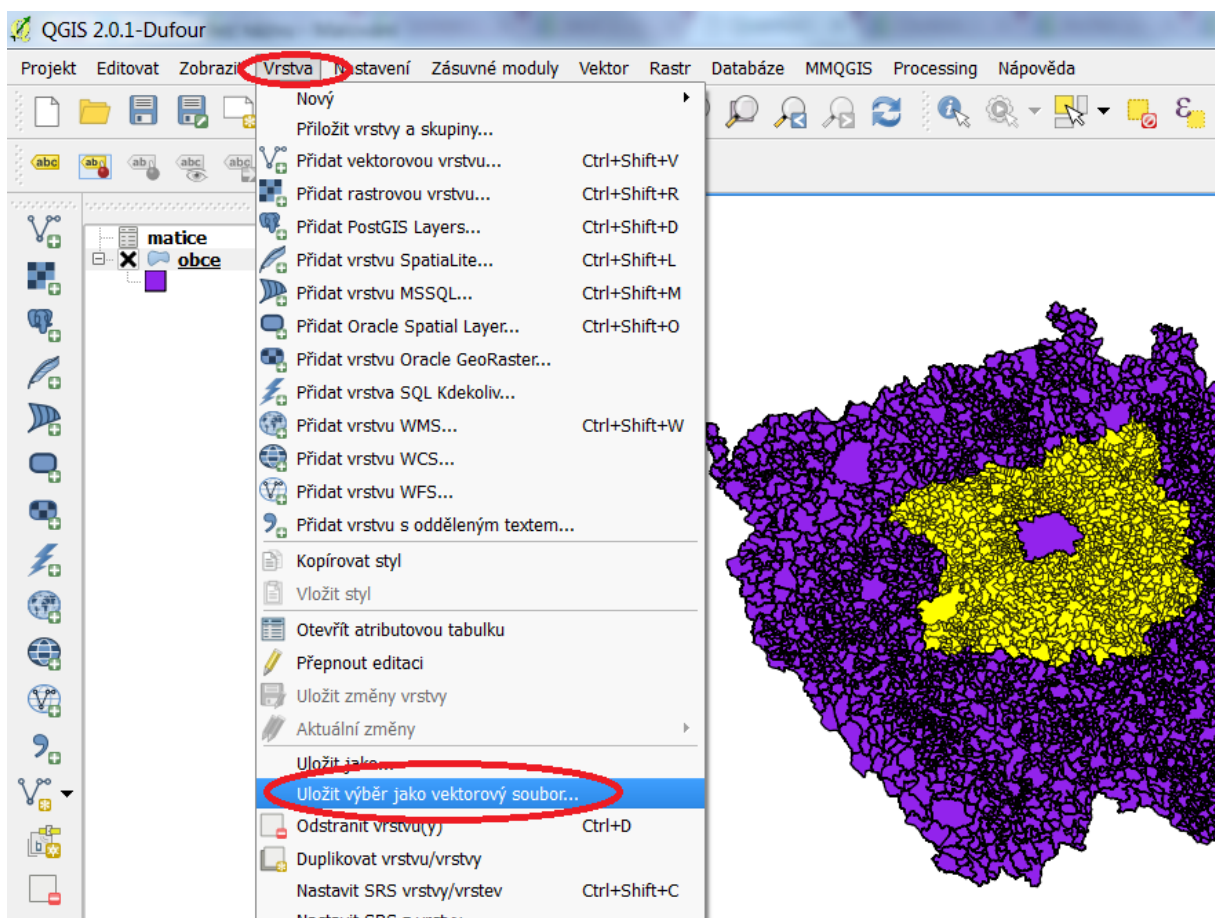 QGIS 2.0.1-Dufour
Projekt Editovat Zobrazit Vrstva Nastavení Zásuvné moduly Vektor Rastr Databáze MMQGIS Processing Nápověda
Nový
Přiložit vrstvy a skupiny...
Přidat vektorovou vrstvu... Ctrl+Shift+V
Přidat rastrovou vrstvu... Ctrl+Shift+R
Přidat PostGIS Layers... Ctrl+Shift+D
Přidat vrstvu SpatiaLite... Ctrl+Shift+L
Přidat vrstvu MSSQL... Ctrl+Shift+M
Přidat Oracle Spatial Layer... Ctrl+Shift+O
Přidat vrstvu Oracle GeoRaster...
Přidat vrstva SQL Kdekoliv...
Přidat vrstvu WMS... Ctrl+Shift+W
Přidat vrstvu WCS...
Přidat vrstvu WFS...
Přidat vrstvu s odděleným textem...
Kopírovat styl
Vložit styl
Otevřít atributovou tabulku
Přepnout editaci
Uložit změny vrstvy
Aktuální změny
Uložit jako...
Uložit výběr jako vektorový soubor...
Odstranit vrstvu(y) Ctrl+D
Duplikovat vrstvu/vrstvy
Nastavit SRS vrstvy/vrstev Ctrl+Shift+C
abc ab ab abc abc
matice
obce